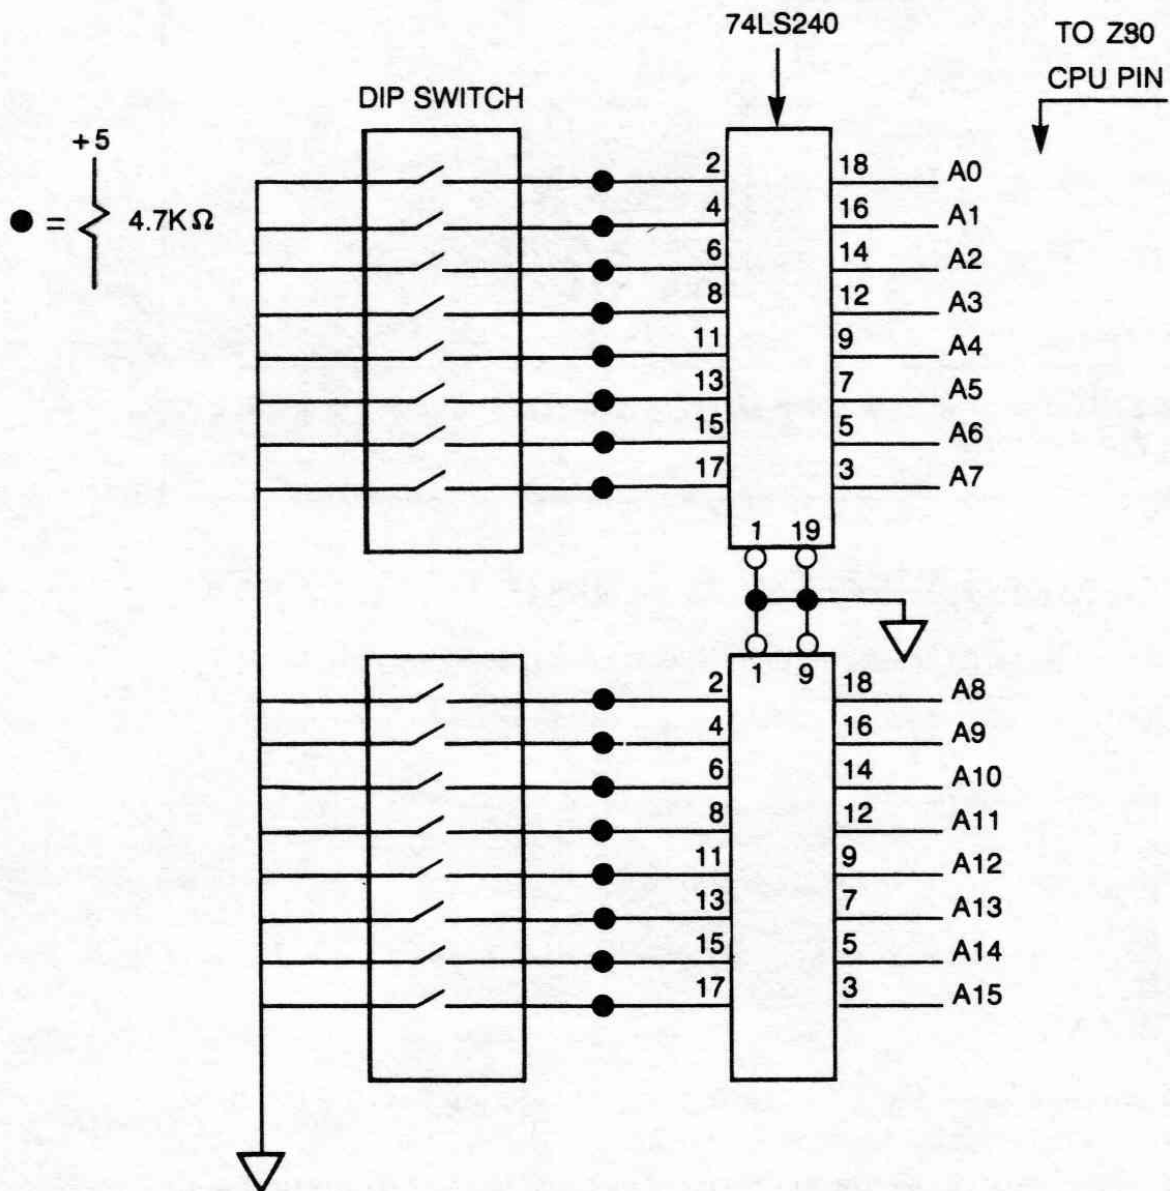 74LS240
TO Z80
CPU PIN
DIP SWITCH
+5
= 4.7KΩ
2 18 A0
4 16 A1
6 14 A2
8 12 A3
11 9 A4
13 7 A5
15 5 A6
17 3 A7
1 19
1 9
2 18 A8
4 16 A9
6 14 A10
8 12 A11
11 9 A12
13 7 A13
15 5 A14
17 3 A15